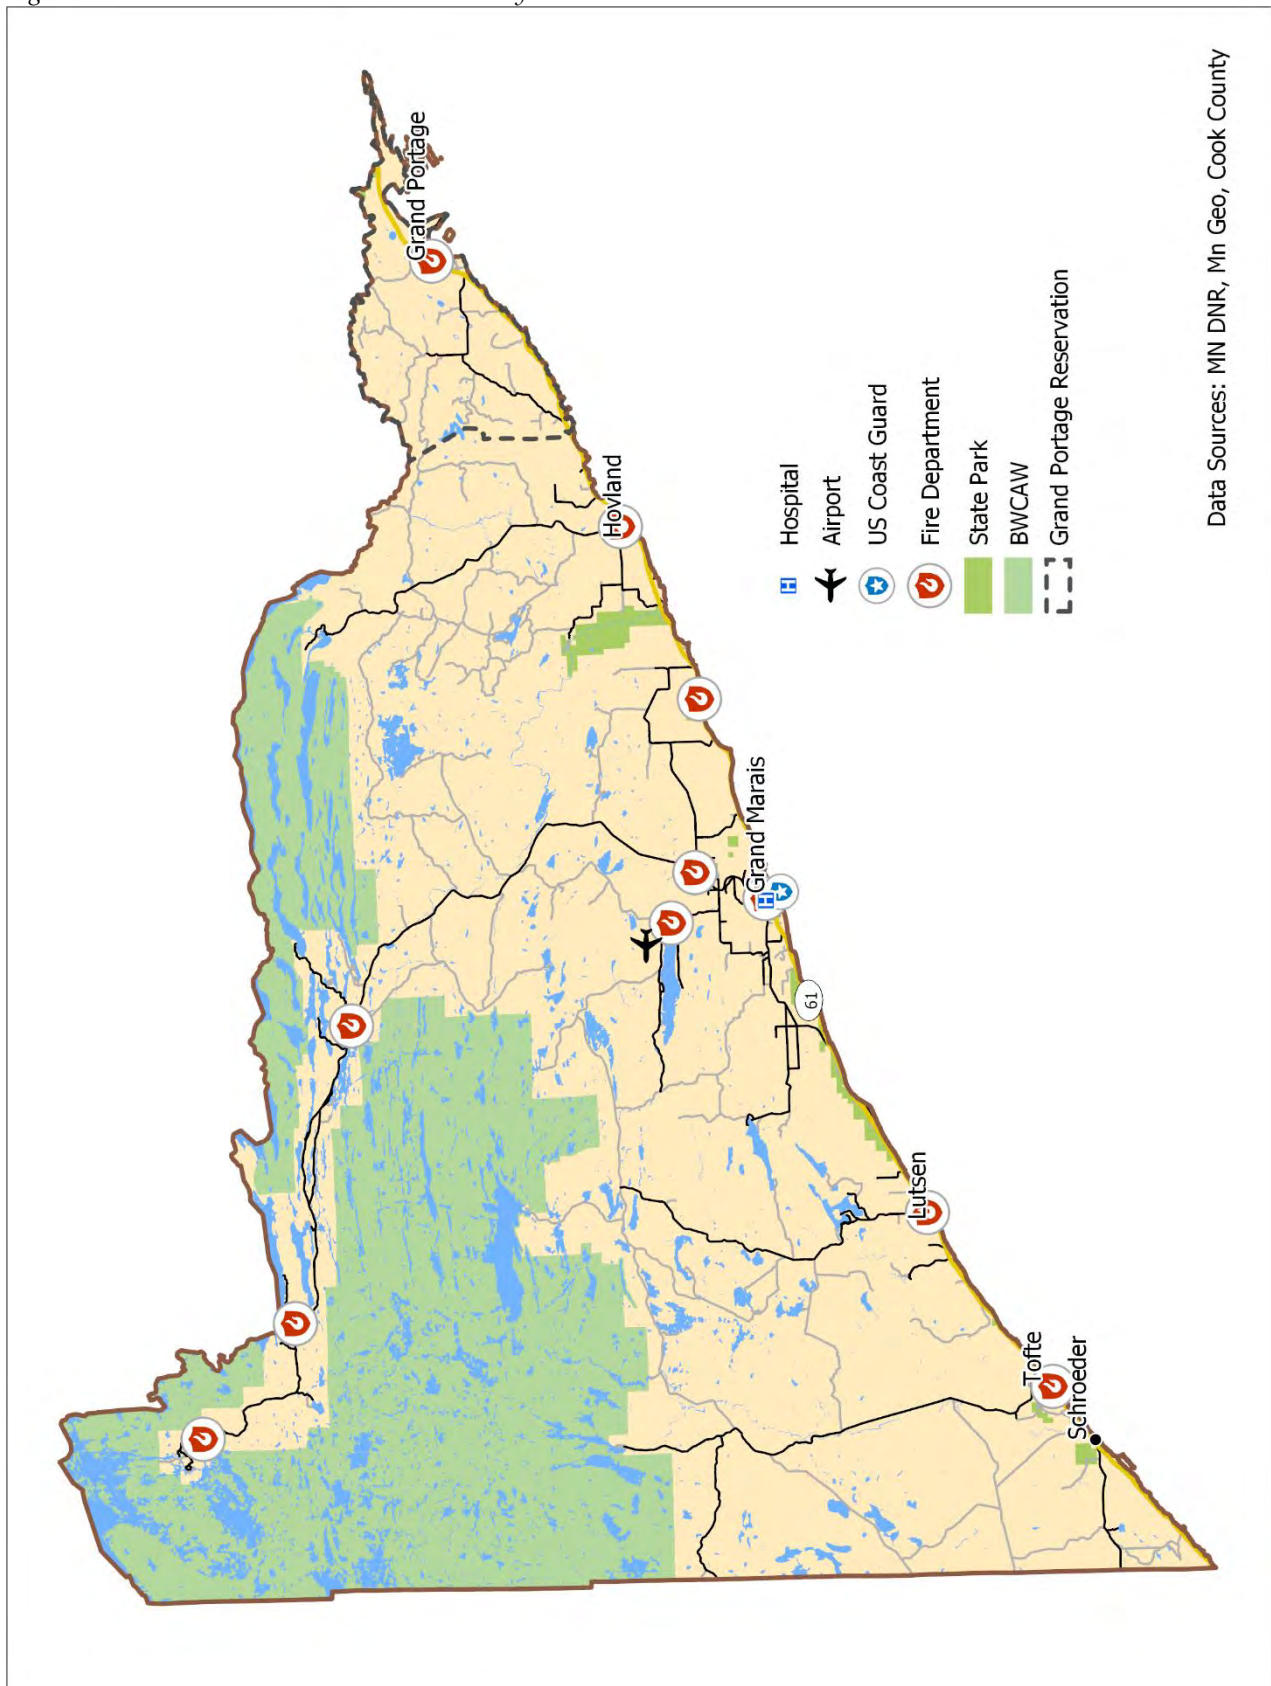 Grand Portage
Hovland
Grand Marais
61
Lutsen
Tofte
Schroeder
H
Hospital
Airport
US Coast Guard
Fire Department
State Park
BWCAW
Grand Portage Reservation
Data Sources: MN DNR, Mn Geo, Cook County